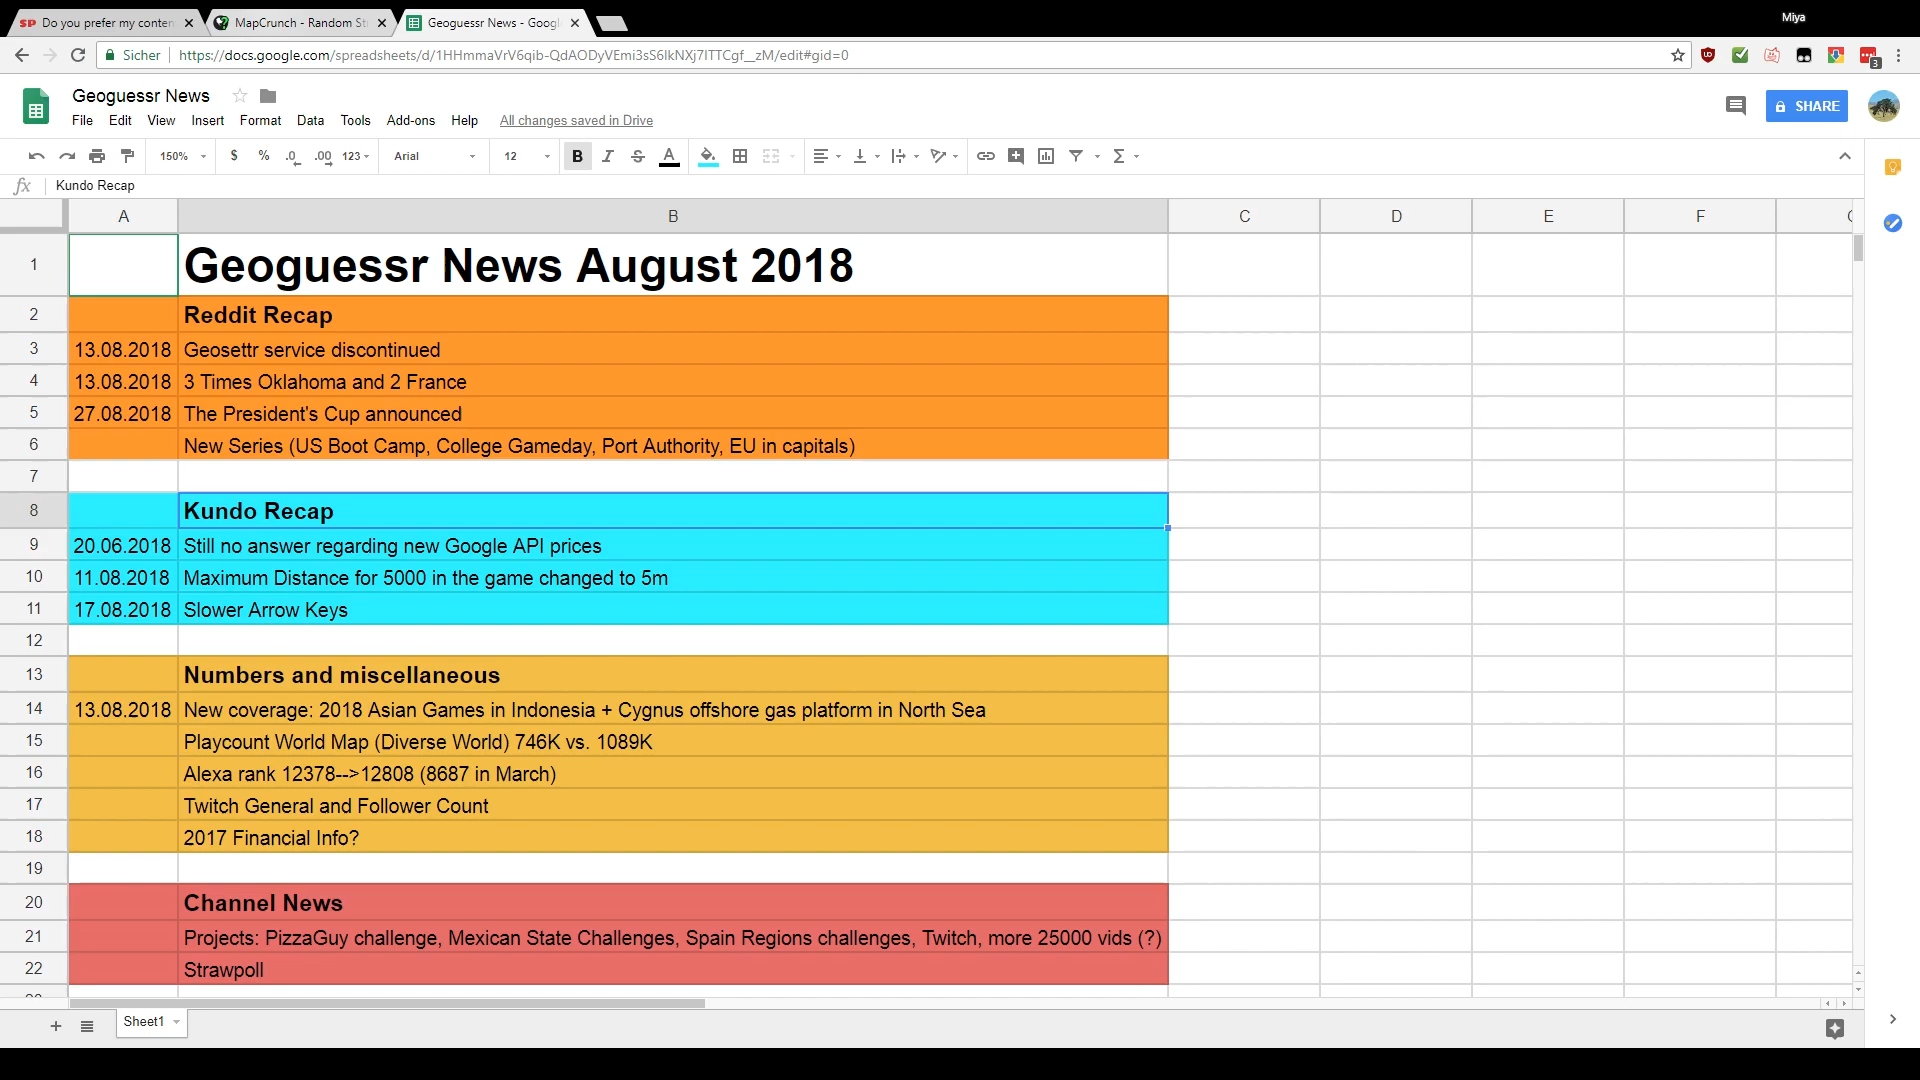 SP Do you prefer my conten
MapCrunch - Random St
Geoguessr News - Googl
Miya
Sicher
https://docs.google.com/spreadsheets/d/1HHmmaVrV6qib-QdAODyVEmi3sS6lkNXj7lTTCgf__zM/edit#gid=0
3
Geoguessr News
SHARE
File Edit View Insert Format Data Tools Add-ons Help All changes saved in Drive
150% $ % .0 .00 123 Arial 12 B I S A
fx Kundo Recap
A B C D E F
1 Geoguessr News August 2018
2 Reddit Recap
3 13.08.2018 Geosettr service discontinued
4 13.08.2018 3 Times Oklahoma and 2 France
5 27.08.2018 The President's Cup announced
6 New Series (US Boot Camp, College Gameday, Port Authority, EU in capitals)
7
8 Kundo Recap
9 20.06.2018 Still no answer regarding new Google API prices
10 11.08.2018 Maximum Distance for 5000 in the game changed to 5m
11 17.08.2018 Slower Arrow Keys
12
13 Numbers and miscellaneous
14 13.08.2018 New coverage: 2018 Asian Games in Indonesia + Cygnus offshore gas platform in North Sea
15 Playcount World Map (Diverse World) 746K vs. 1089K
16 Alexa rank 12378-->12808 (8687 in March)
17 Twitch General and Follower Count
18 2017 Financial Info?
19
20 Channel News
21 Projects: PizzaGuy challenge, Mexican State Challenges, Spain Regions challenges, Twitch, more 25000 vids (?)
22 Strawpoll
Sheet1